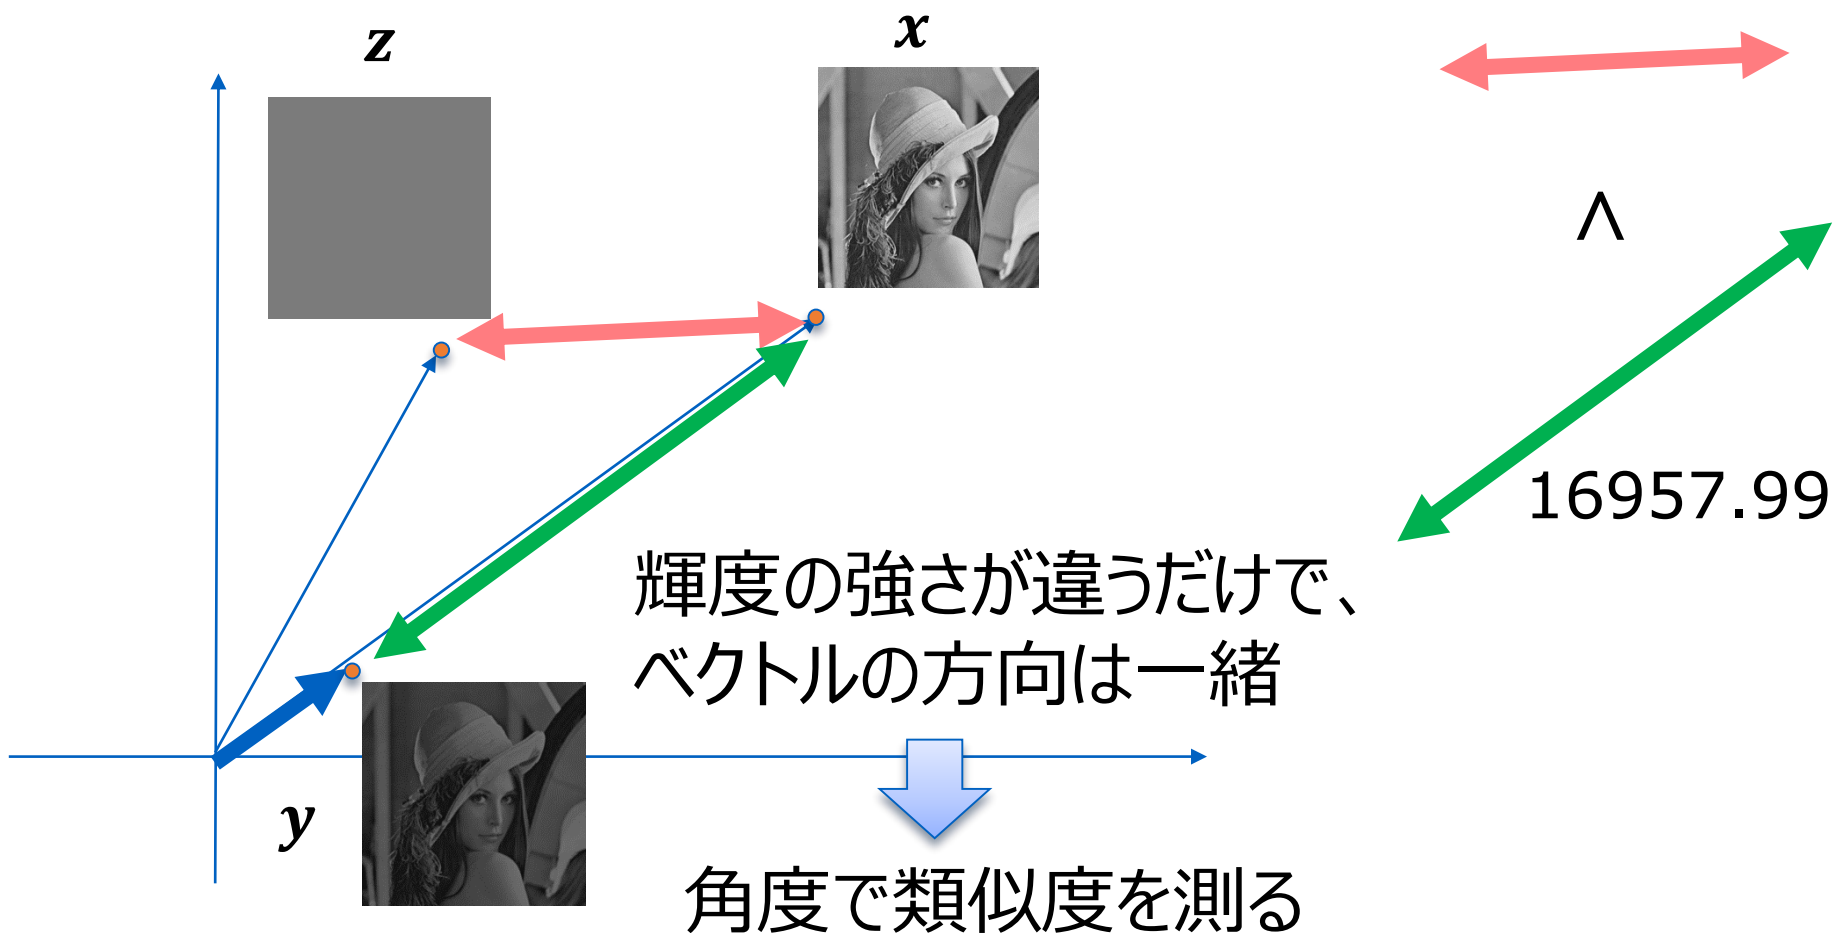 z
x
∧
16957.99
輝度の強さが違うだけで、
ベクトルの方向は一緒
y
角度で類似度を測る